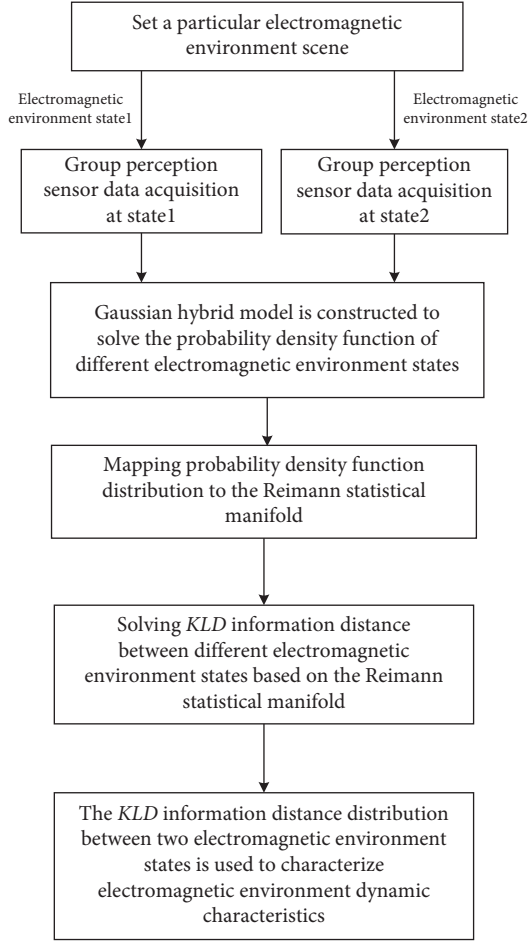 Set a particular electromagnetic
environment scene
Electromagnetic
environment state1
Electromagnetic
environment state2
Group perception
sensor data acquisition
at state1
Group perception
sensor data acquisition
at state2
Gaussian hybrid model is constructed to
solve the probability density function of
different electromagnetic environment states
Mapping probability density function
distribution to the Reimann statistical
manifold
Solving KLD information distance
between different electromagnetic
environment states based on the Reimann
statistical manifold
The KLD information distance distribution
between two electromagnetic environment
states is used to characterize
electromagnetic environment dynamic
characteristics